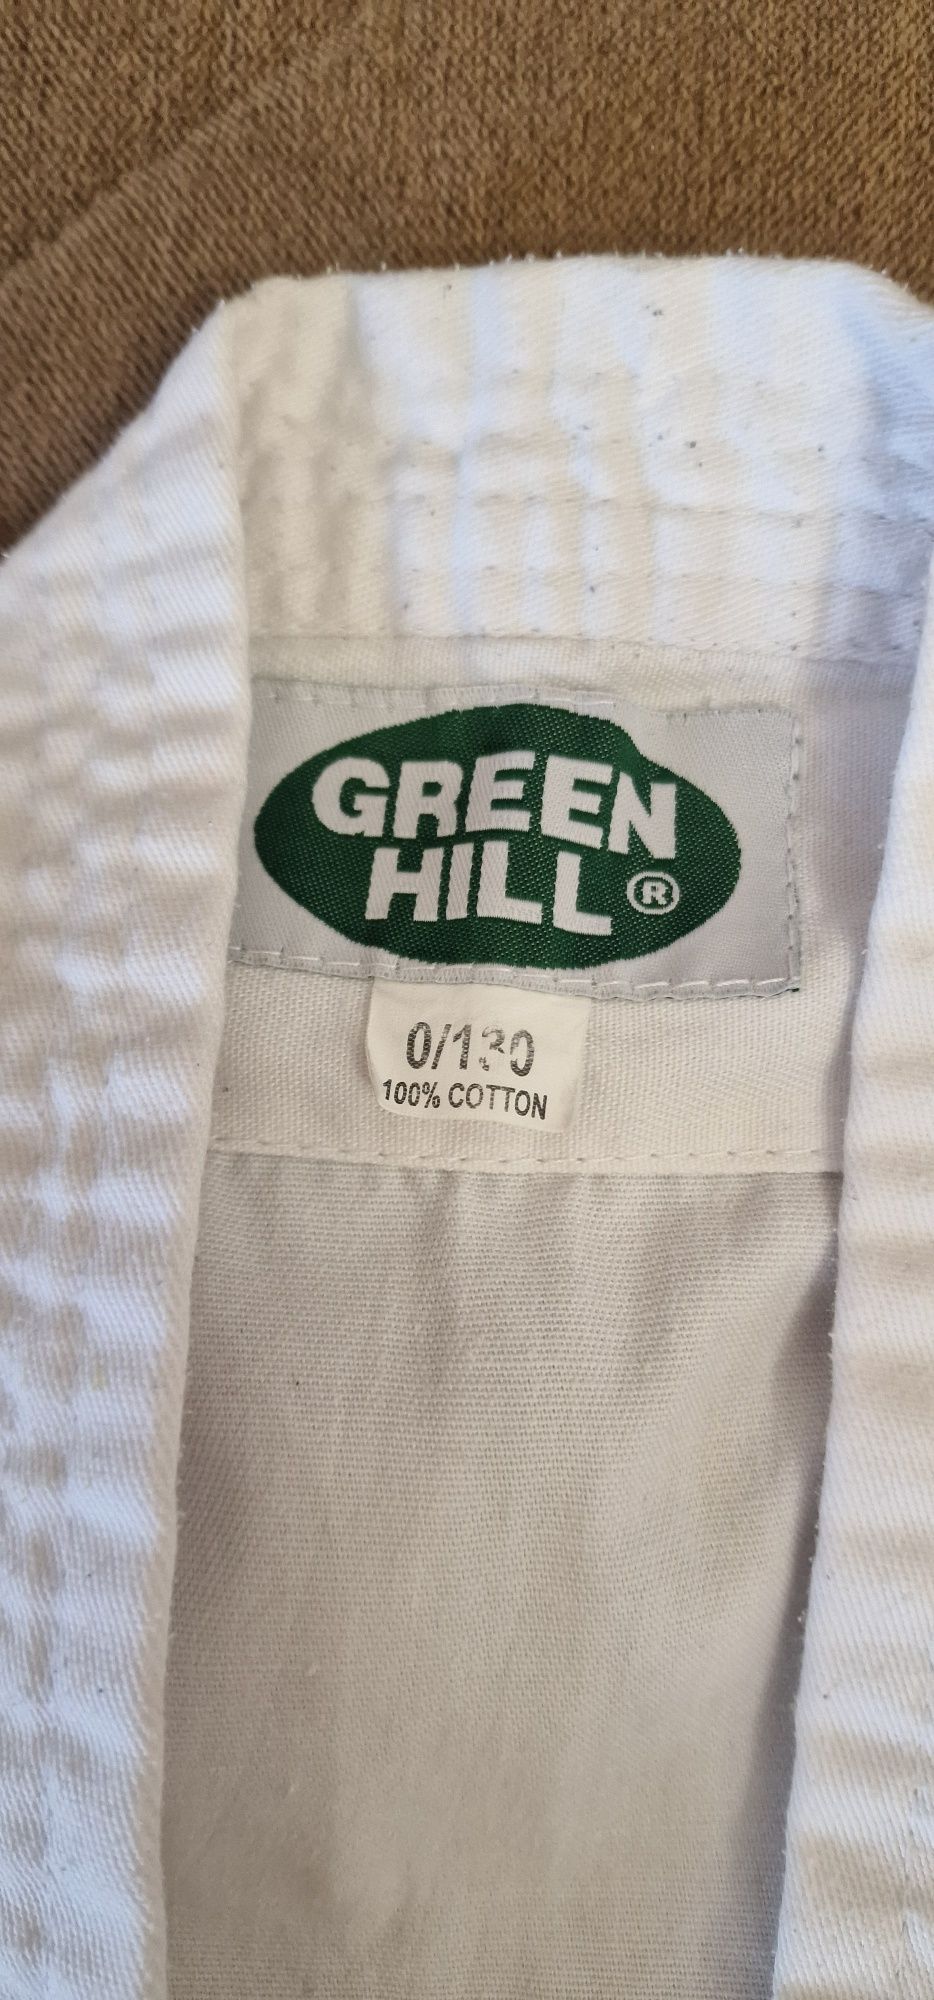 GREEN
HILL ®
0/130
100% COTTON